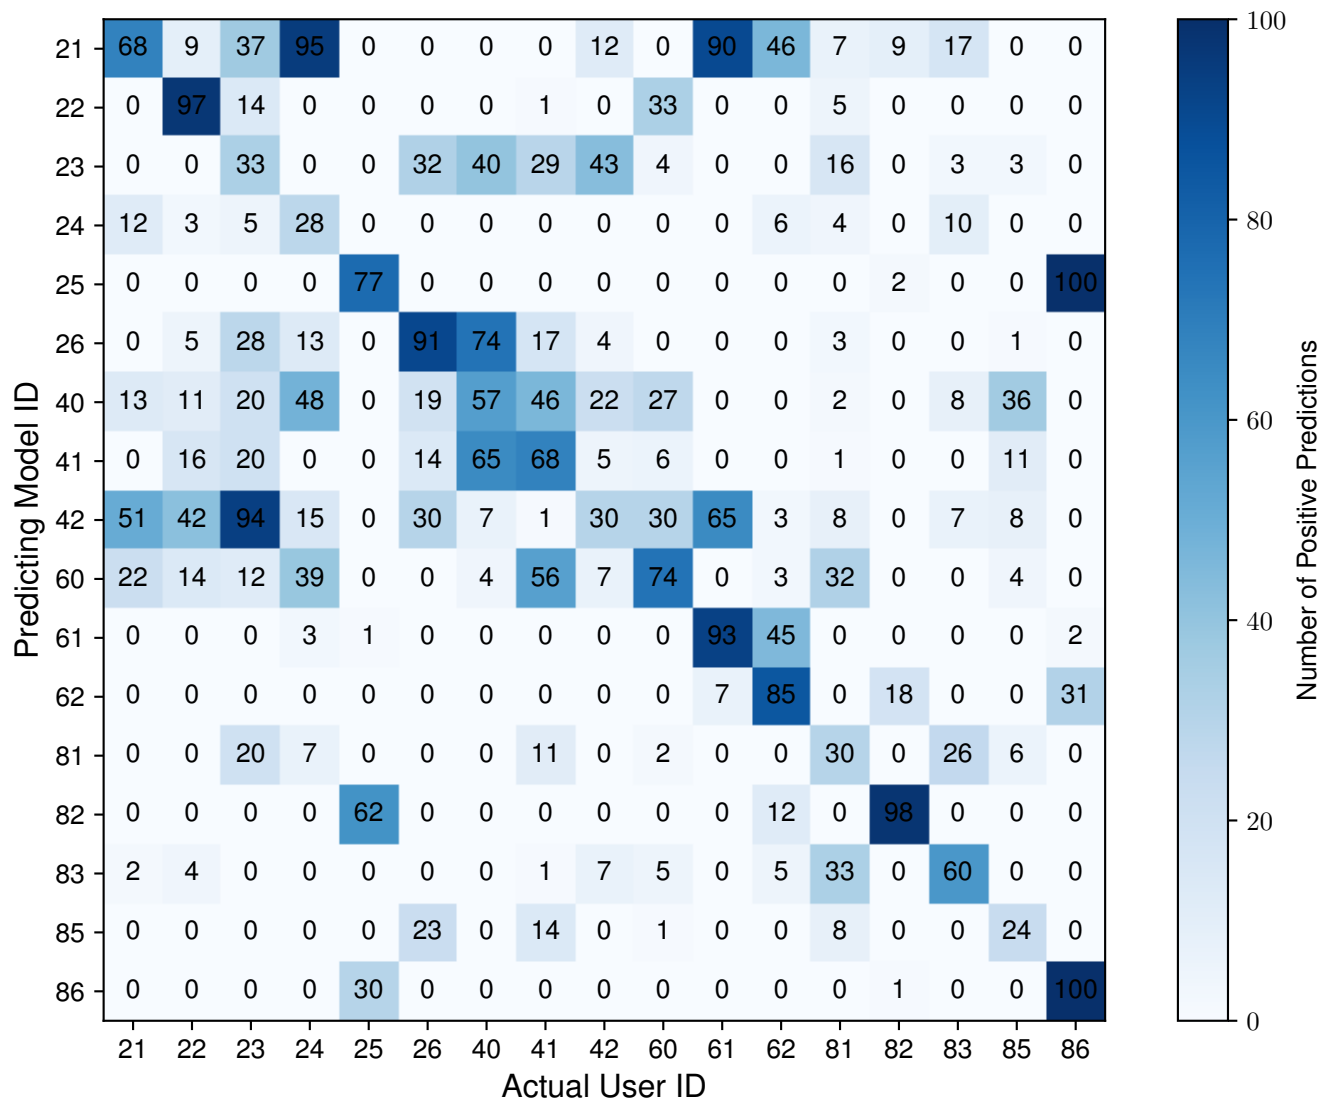 21 68 9 37 95 0 0 0 0 12 0 90 46 7 9 17 0 0
22 0 97 14 0 0 0 0 1 0 33 0 0 5 0 0 0 0
23 0 0 33 0 0 32 40 29 43 4 0 0 16 0 3 3 0
24 12 3 5 28 0 0 0 0 0 0 0 6 4 0 10 0 0
25 0 0 0 0 77 0 0 0 0 0 0 0 0 2 0 0 100
26 0 5 28 13 0 91 74 17 4 0 0 0 3 0 0 1 0
40 13 11 20 48 0 19 57 46 22 27 0 0 2 0 8 36 0
41 0 16 20 0 0 14 65 68 5 6 0 0 1 0 0 11 0
42 51 42 94 15 0 30 7 1 30 30 65 3 8 0 7 8 0
60 22 14 12 39 0 0 4 56 7 74 0 3 32 0 0 4 0
61 0 0 0 3 1 0 0 0 0 0 93 45 0 0 0 0 2
62 0 0 0 0 0 0 0 0 0 0 7 85 0 18 0 0 31
81 0 0 20 7 0 0 0 11 0 2 0 0 30 0 26 6 0
82 0 0 0 0 62 0 0 0 0 0 0 12 0 98 0 0 0
83 2 4 0 0 0 0 0 1 7 5 0 5 33 0 60 0 0
85 0 0 0 0 0 23 0 14 0 1 0 0 8 0 0 24 0
86 0 0 0 0 30 0 0 0 0 0 0 0 0 1 0 0 100
21 22 23 24 25 26 40 41 42 60 61 62 81 82 83 85 86
Actual User ID
Predicting Model ID
100
80
60
40
20
0
Number of Positive Predictions